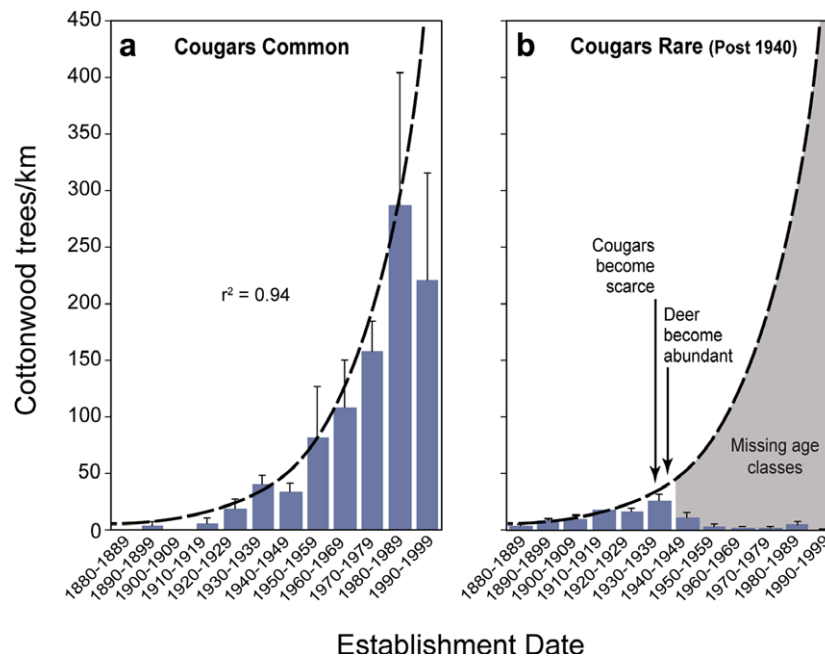 a Cougars Common
b Cougars Rare (Post 1940)
Cottonwood trees/km
450
400
350
300
250
200
150
100
50
0
r² = 0.94
Cougars
become
scarce
Deer
become
abundant
Missing age
classes
1880-1889
1890-1899
1900-1909
1910-1919
1920-1929
1930-1939
1940-1949
1950-1959
1960-1969
1970-1979
1980-1989
1990-1999
1880-1889
1890-1899
1900-1909
1910-1919
1920-1929
1930-1939
1940-1949
1950-1959
1960-1969
1970-1979
1980-1989
1990-1999
Establishment Date